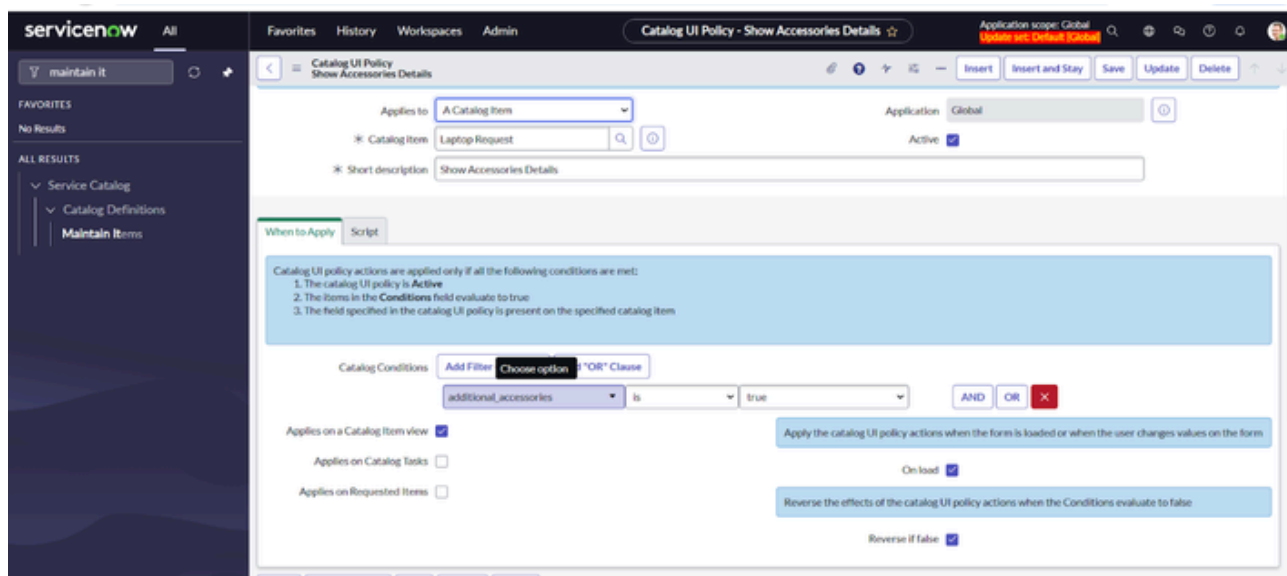 servicenow All Favorites History Workspaces Admin Catalog UI Policy - Show Accessories Details Application scope: Global
Update set: Default [Global]
maintain it
Catalog UI Policy
Show Accessories Details
Insert Insert and Stay Save Update Delete
FAVORITES
No Results
ALL RESULTS
Service Catalog
Catalog Definitions
Maintain Items
Applies to A Catalog Item Application Global
Catalog item Laptop Request Active
Short description Show Accessories Details
When to Apply Script
Catalog UI policy actions are applied only if all the following conditions are met:
1. The catalog UI policy is Active
2. The items in the Conditions field evaluate to true
3. The field specified in the catalog UI policy is present on the specified catalog item
Catalog Conditions Add Filter Choose option "OR" Clause
additional_accessories is true AND OR
Applies on a Catalog Item view Apply the catalog UI policy actions when the form is loaded or when the user changes values on the form
Applies on Catalog Tasks On load
Applies on Requested Items Reverse the effects of the catalog UI policy actions when the Conditions evaluate to false
Reverse if false